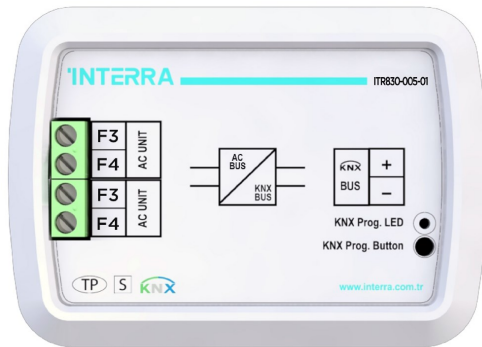 INTERRA
ITR830-005-01
F3
F4
AC UNIT
F3
F4
AC UNIT
AC
BUS
KNX
BUS
KNX
BUS
+
−
KNX Prog. LED
KNX Prog. Button
TP
S
KNX
www.interra.com.tr